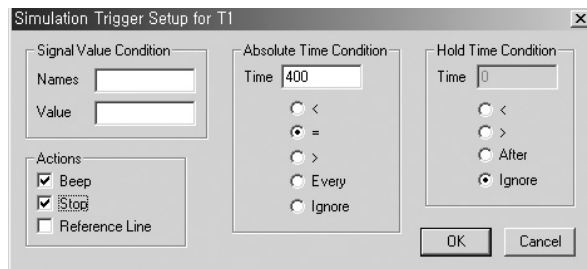 Simulation Trigger Setup for T1
Signal Value Condition
Names
Value
Actions
Beep
Stop
Reference Line
Absolute Time Condition
Time 400
<
=
>
Every
Ignore
Hold Time Condition
Time 0
<
>
After
Ignore
OK Cancel